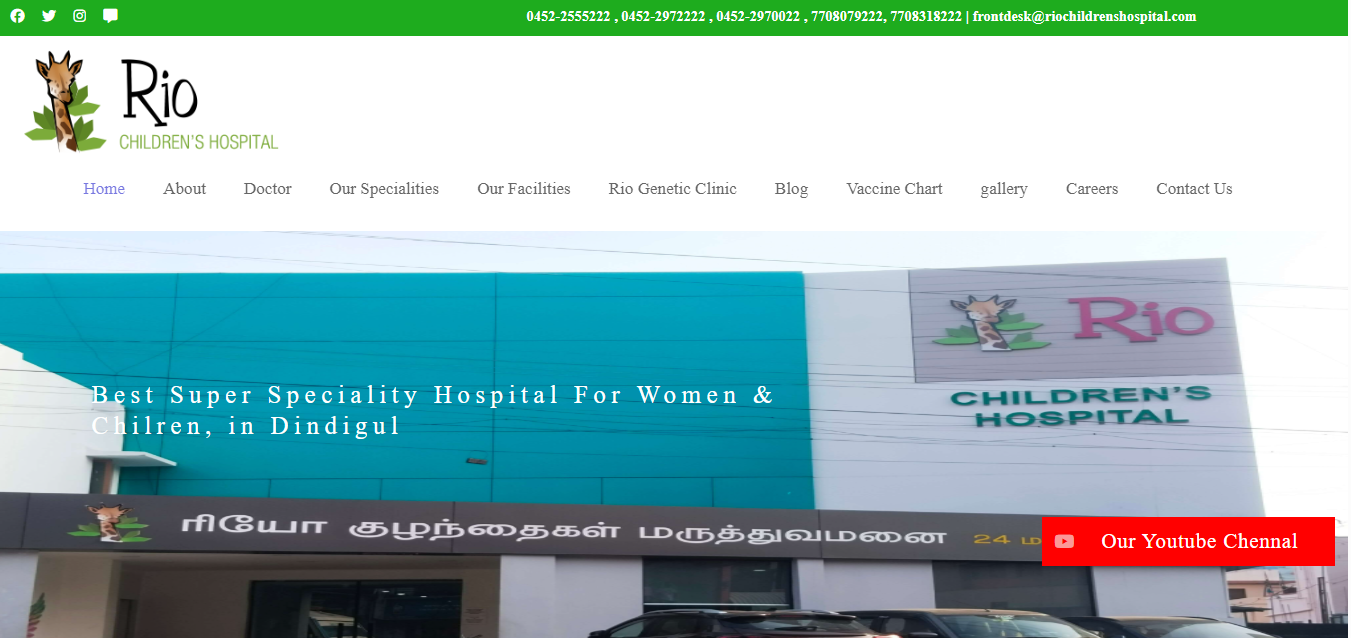 0452-2555222 , 0452-2972222 , 0452-2970022 , 7708079222, 7708318222 | frontdesk@riochildrenshospital.com
Rio
CHILDREN'S HOSPITAL
Home About Doctor Our Specialities Our Facilities Rio Genetic Clinic Blog Vaccine Chart gallery Careers Contact Us
Rio
CHILDREN'S
HOSPITAL
Best Super Speciality Hospital For Women &
Chilren, in Dindigul
ரியோ குழந்தைகள் மருத்துவமனை 24 ம
Our Youtube Chennal